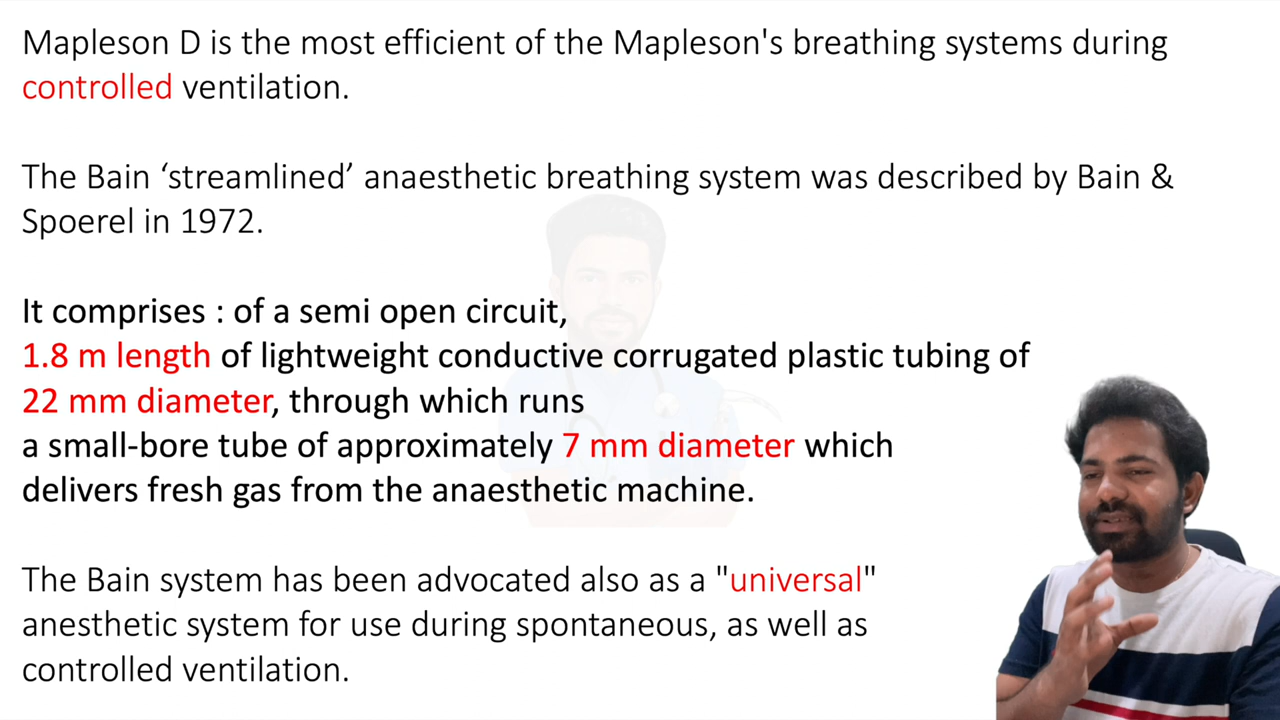 Mapleson D is the most efficient of the Mapleson's breathing systems during
controlled ventilation.
The Bain ‘streamlined’ anaesthetic breathing system was described by Bain &
Spoerel in 1972.
It comprises : of a semi open circuit,
1.8 m length of lightweight conductive corrugated plastic tubing of
22 mm diameter, through which runs
a small-bore tube of approximately 7 mm diameter which
delivers fresh gas from the anaesthetic machine.
The Bain system has been advocated also as a "universal"
anesthetic system for use during spontaneous, as well as
controlled ventilation.